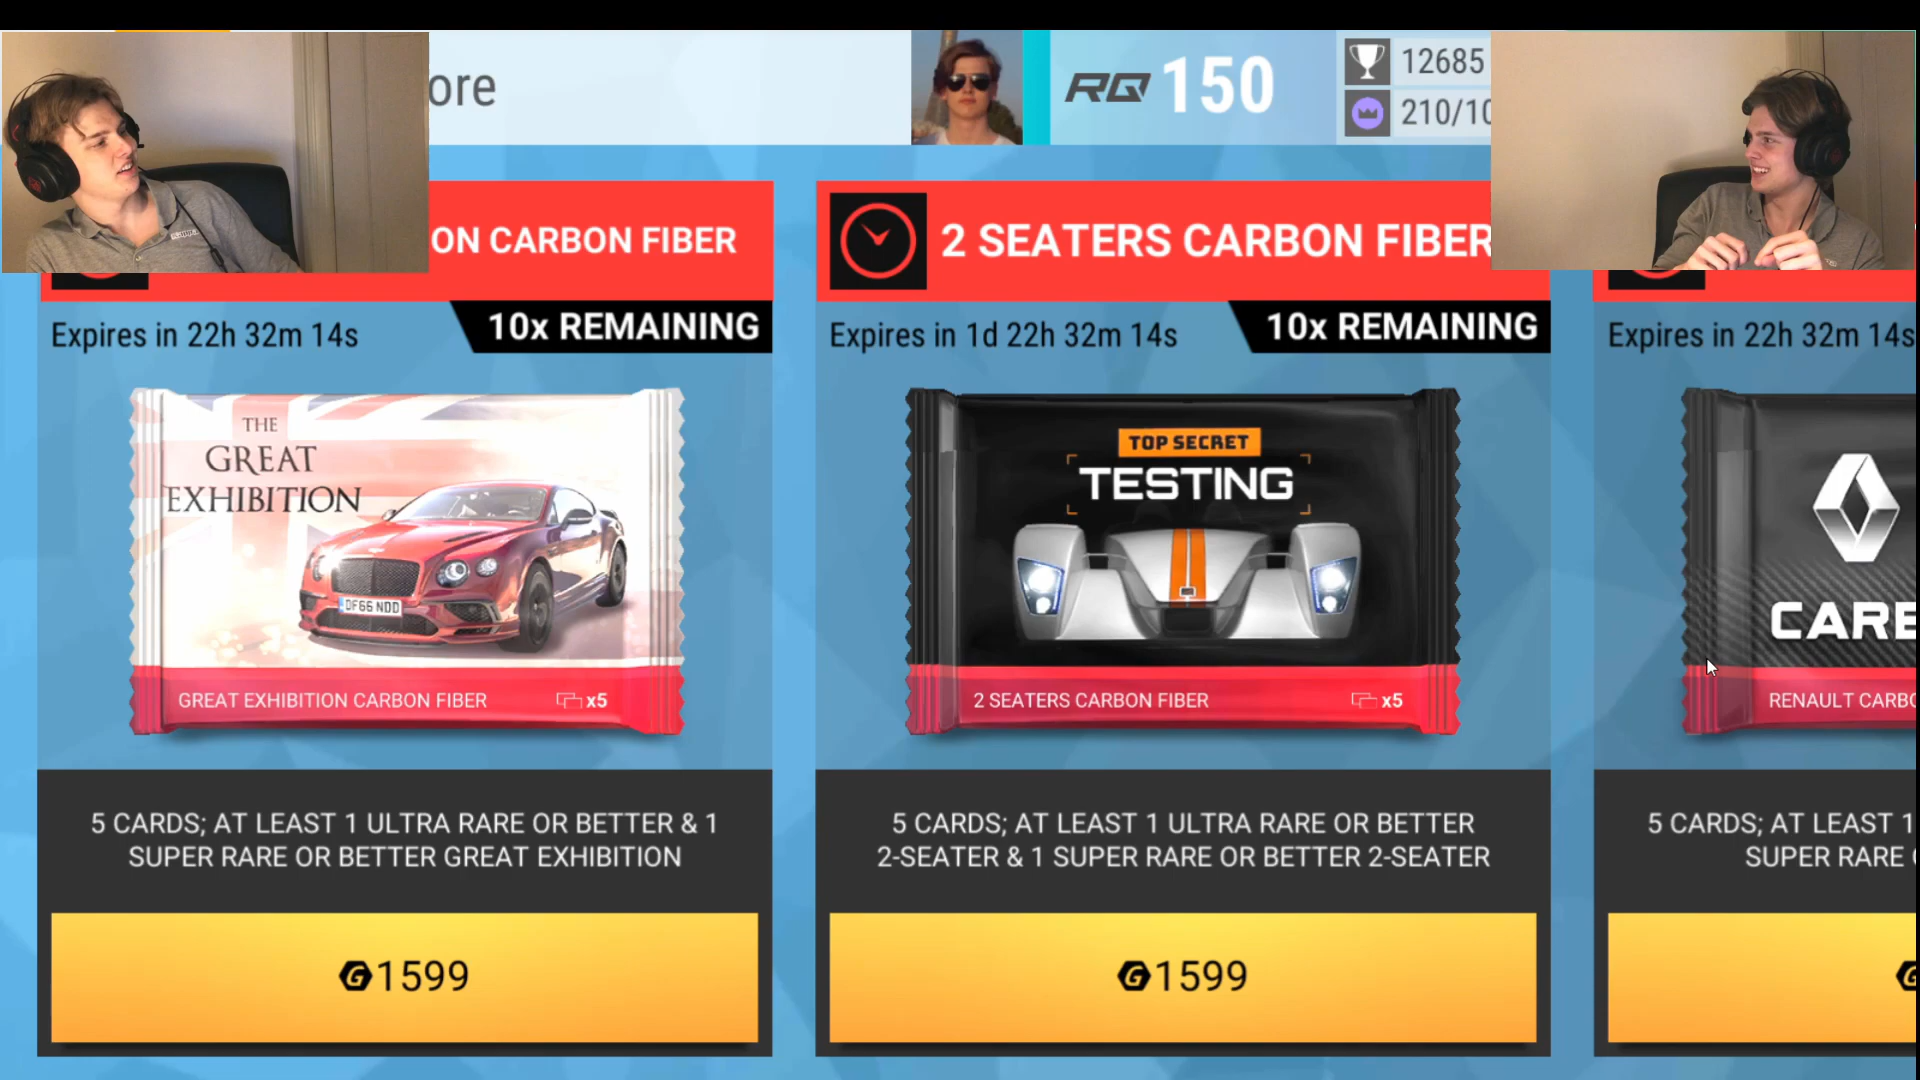 ore
RQ 150
12685
210/10
ON CARBON FIBER
2 SEATERS CARBON FIBER
Expires in 22h 32m 14s
10x REMAINING
Expires in 1d 22h 32m 14s
10x REMAINING
Expires in 22h 32m 14s
THE
GREAT
EXHIBITION
DF66 NDD
GREAT EXHIBITION CARBON FIBER x5
TOP SECRET
TESTING
2 SEATERS CARBON FIBER x5
CARB
RENAULT CARBO
5 CARDS; AT LEAST 1 ULTRA RARE OR BETTER & 1
SUPER RARE OR BETTER GREAT EXHIBITION
5 CARDS; AT LEAST 1 ULTRA RARE OR BETTER
2-SEATER & 1 SUPER RARE OR BETTER 2-SEATER
5 CARDS; AT LEAST 1
SUPER RARE
G 1599
G 1599
G